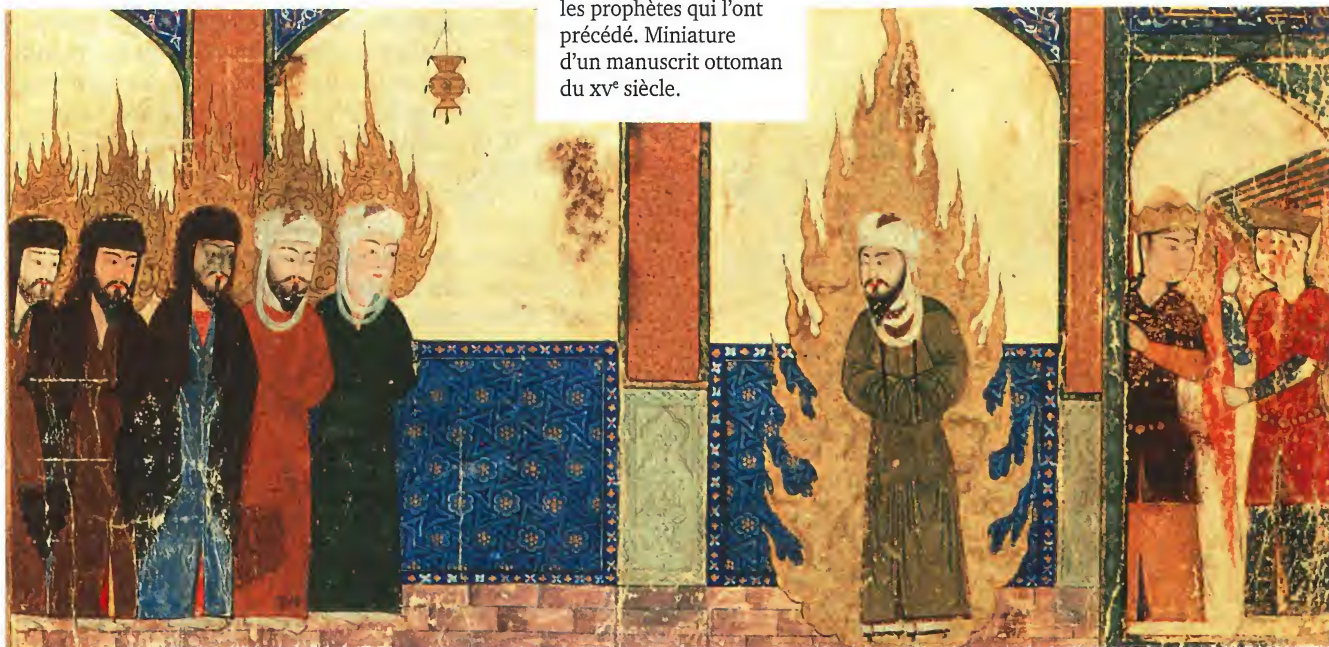 les prophètes qui l'ont
précédé. Miniature
d'un manuscrit ottoman
du xvᵉ siècle.